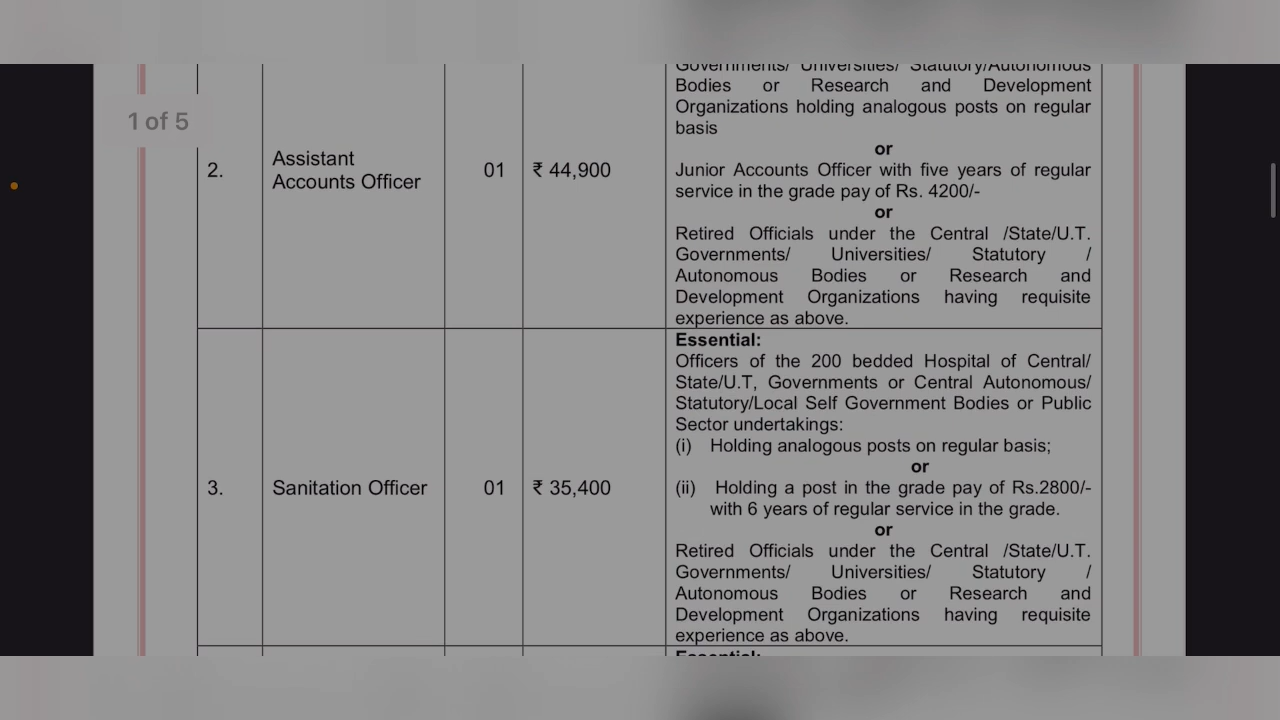 Governments/ Universities/ Statutory/Autonomous
Bodies or Research and Development
1 of 5
Organizations holding analogous posts on regular
basis
or
2.
Assistant
Accounts Officer
01
₹ 44,900
Junior Accounts Officer with five years of regular
service in the grade pay of Rs. 4200/-
or
Retired Officials under the Central /State/U.T.
Governments/ Universities/ Statutory /
Autonomous Bodies or Research and
Development Organizations having requisite
experience as above.
Essential:
Officers of the 200 bedded Hospital of Central/
State/U.T, Governments or Central Autonomous/
Statutory/Local Self Government Bodies or Public
Sector undertakings:
(i) Holding analogous posts on regular basis;
or
3.
Sanitation Officer
01
₹ 35,400
(ii) Holding a post in the grade pay of Rs.2800/-
with 6 years of regular service in the grade.
or
Retired Officials under the Central /State/U.T.
Governments/ Universities/ Statutory /
Autonomous Bodies or Research and
Development Organizations having requisite
experience as above.
Essential: